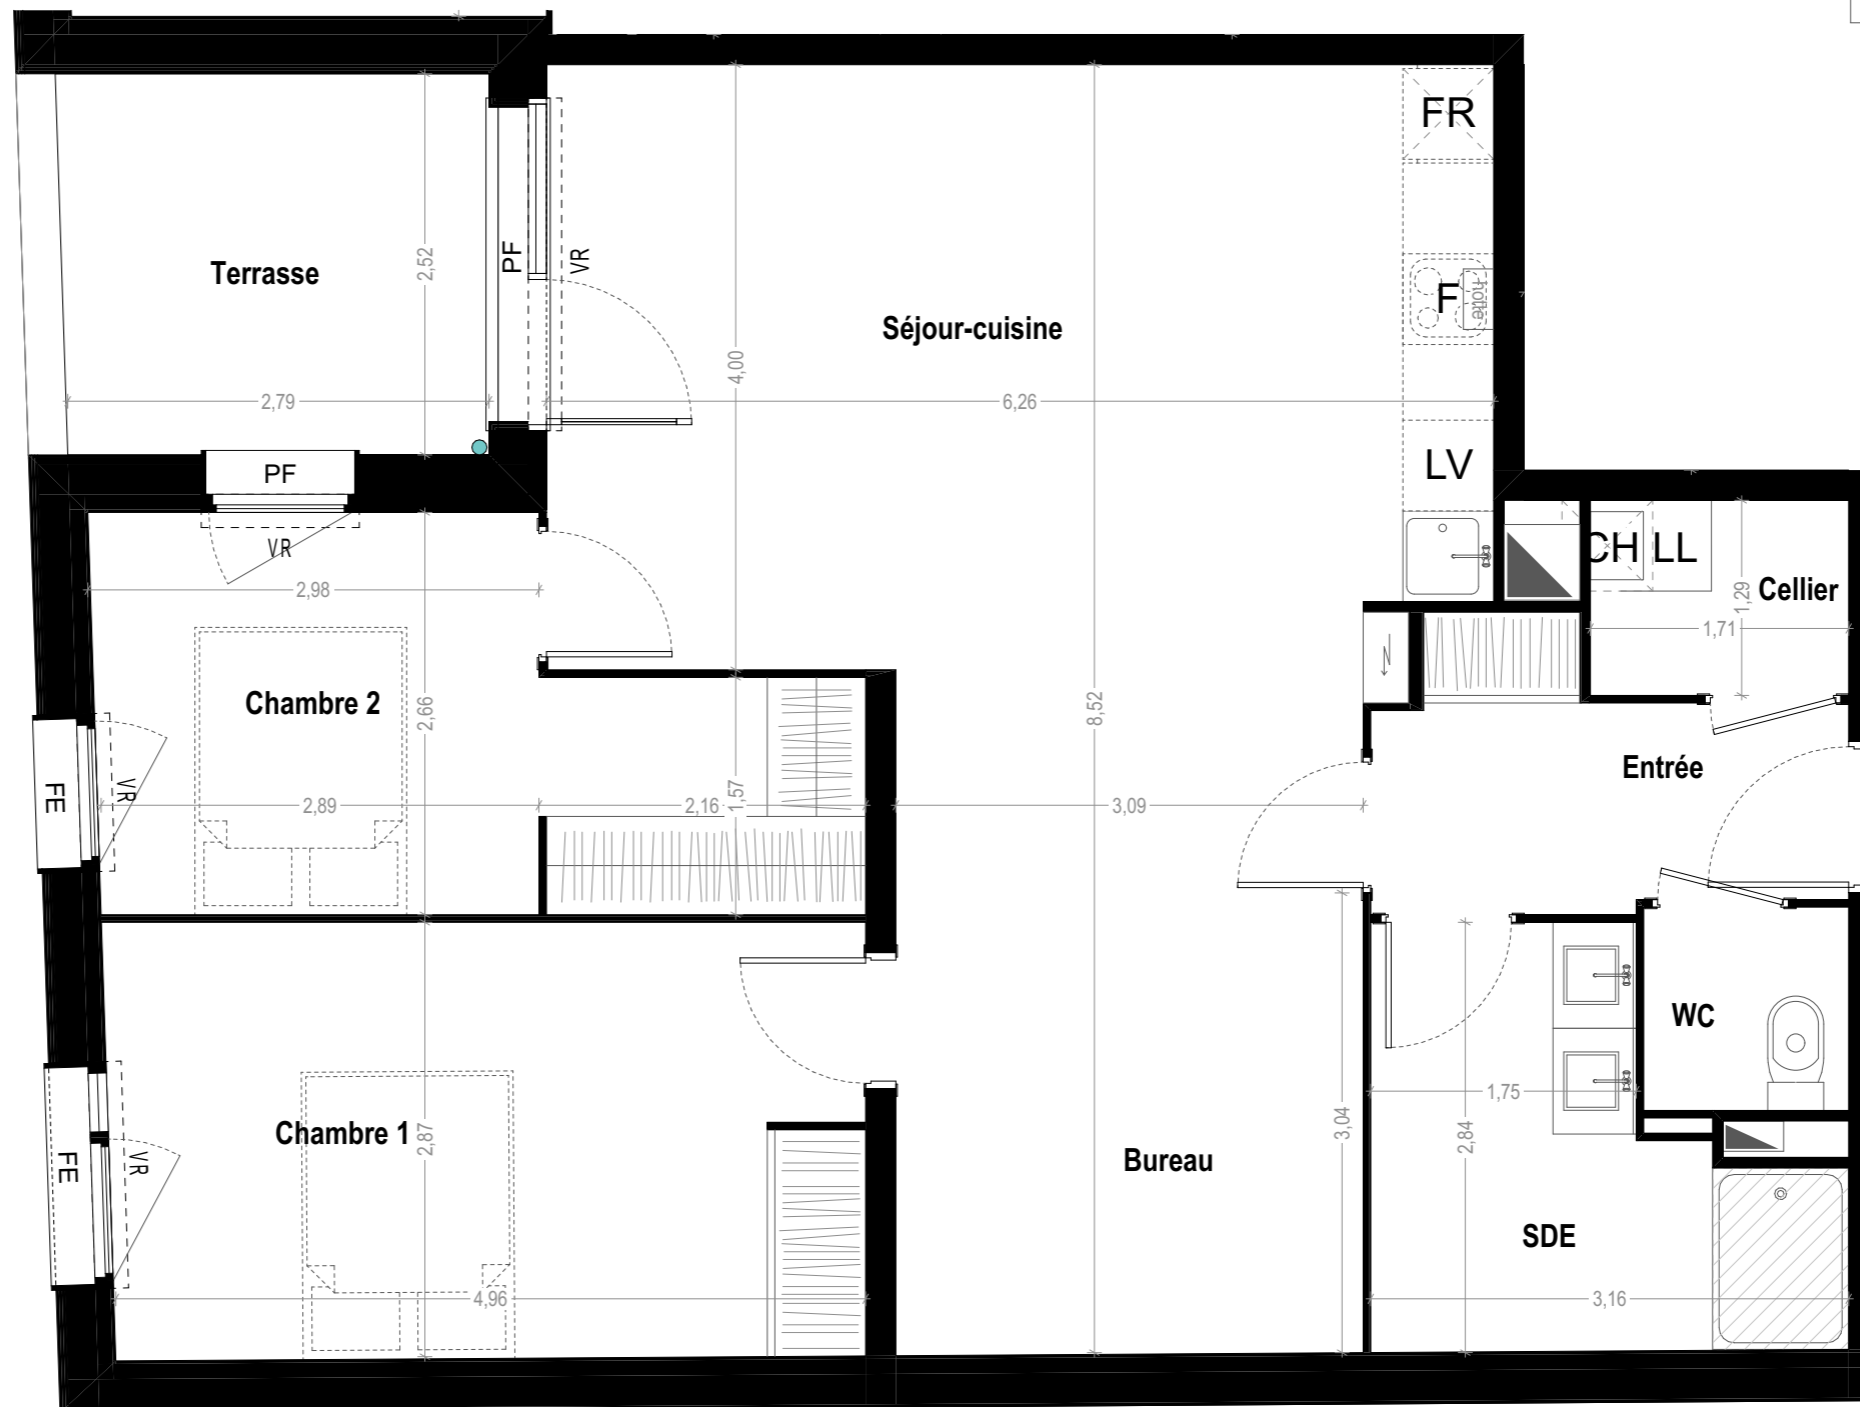 FR
2,52
PF
VR
Terrasse
hotte
F
Séjour-cuisine
4,00
2,79
6,26
LV
PF
VR
CH LL
Cellier
1,29
2,98
1,71
Chambre 2
2,66
8,52
Entrée
FE
VR
2,89
2,16
1,57
3,09
WC
1,75
Chambre 1
2,87
3,04
2,84
FE
VR
Bureau
SDE
4,96
3,16